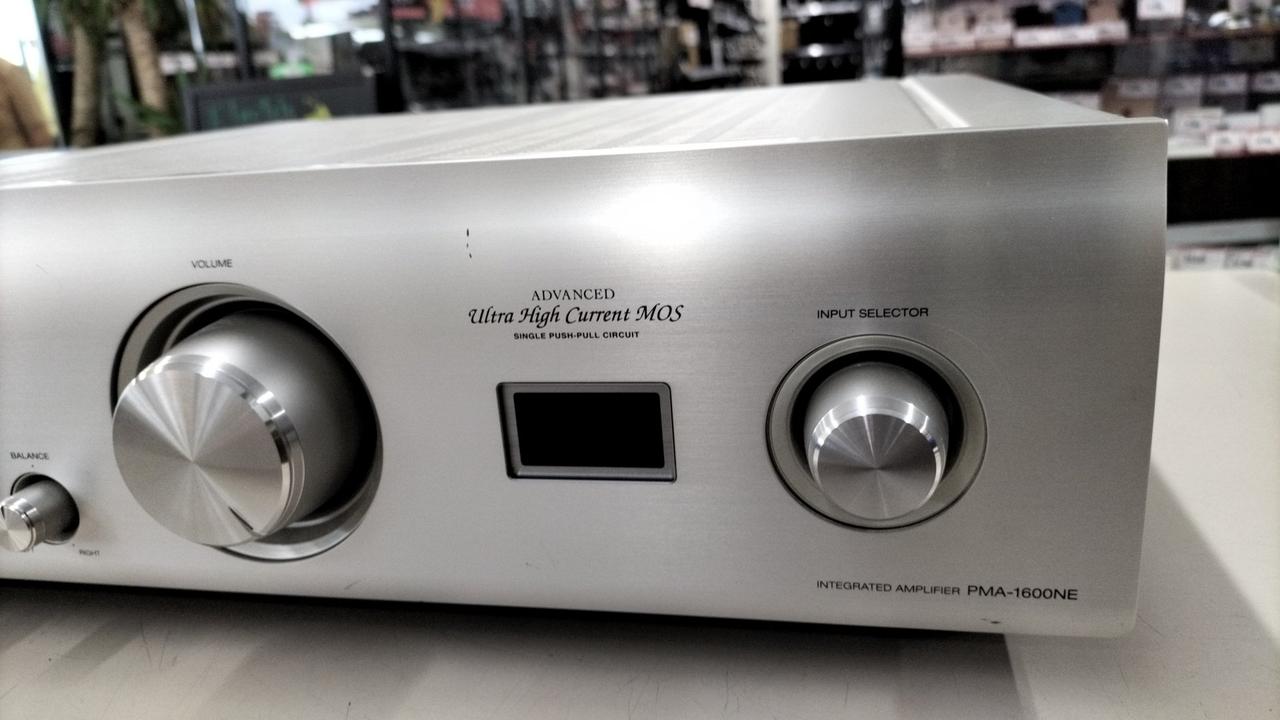 VOLUME
ADVANCED
Ultra High Current MOS
SINGLE PUSH-PULL CIRCUIT
INPUT SELECTOR
BALANCE
RIGHT
INTEGRATED AMPLIFIER PMA-1600NE